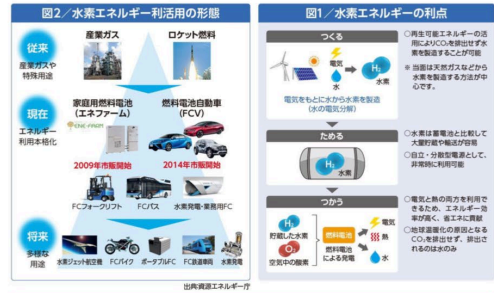 図2／水素エネルギー利活用の形態
従来
産業ガスや
特殊用途
産業ガス
ロケット燃料
現在
エネルギー
利用本格化
家庭用燃料電池
(エネファーム)
燃料電池自動車
(FCV)
ENE・FARM
2009年市販開始
2014年市販開始
FCフォークリフト
FCバス
水素発電・業務用FC
将来
多様な
用途
水素ジェット航空機
FCバイク
ポータブルFC
FC鉄道車両
水素発電
図1／水素エネルギーの利点
つくる
電気
水
H₂
水素
電気をもとに水から水素を製造
(水の電気分解)
○再生可能エネルギーの活
用によりCO₂を排出せず水
素を製造することが可能
※ 当面は天然ガスなどから
水素を製造する方法が中
心です。
ためる
H₂
水素
○水素は蓄電池と比較して
大量貯蔵や輸送が容易
○自立・分散型電源として、
非常時に利用可能
つかう
H₂
貯蔵した水素
O₂
空気中の酸素
燃料電池
燃料電池
による発電
電気
熱
水
○電気と熱の両方を利用で
きるため、エネルギー効
率が高く、省エネに貢献
○地球温暖化の原因となる
CO₂を排出せず、排出さ
れるのは水のみ
出典:資源エネルギー庁